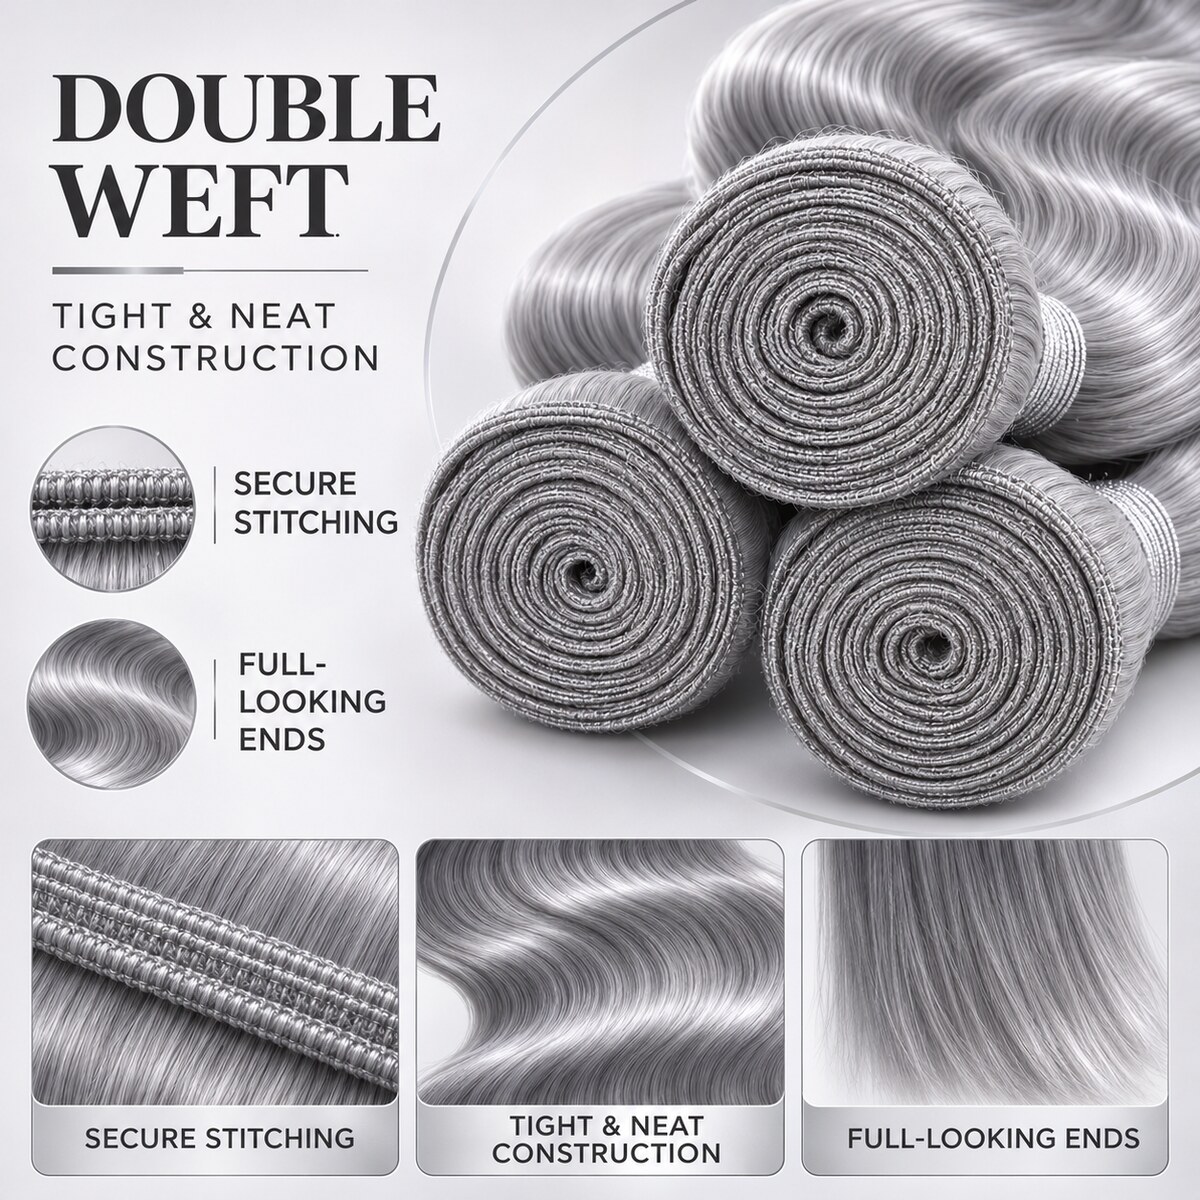 DOUBLE
WEFT
TIGHT & NEAT
CONSTRUCTION
SECURE
STITCHING
FULL-
LOOKING
ENDS
SECURE STITCHING
TIGHT & NEAT
CONSTRUCTION
FULL-LOOKING ENDS